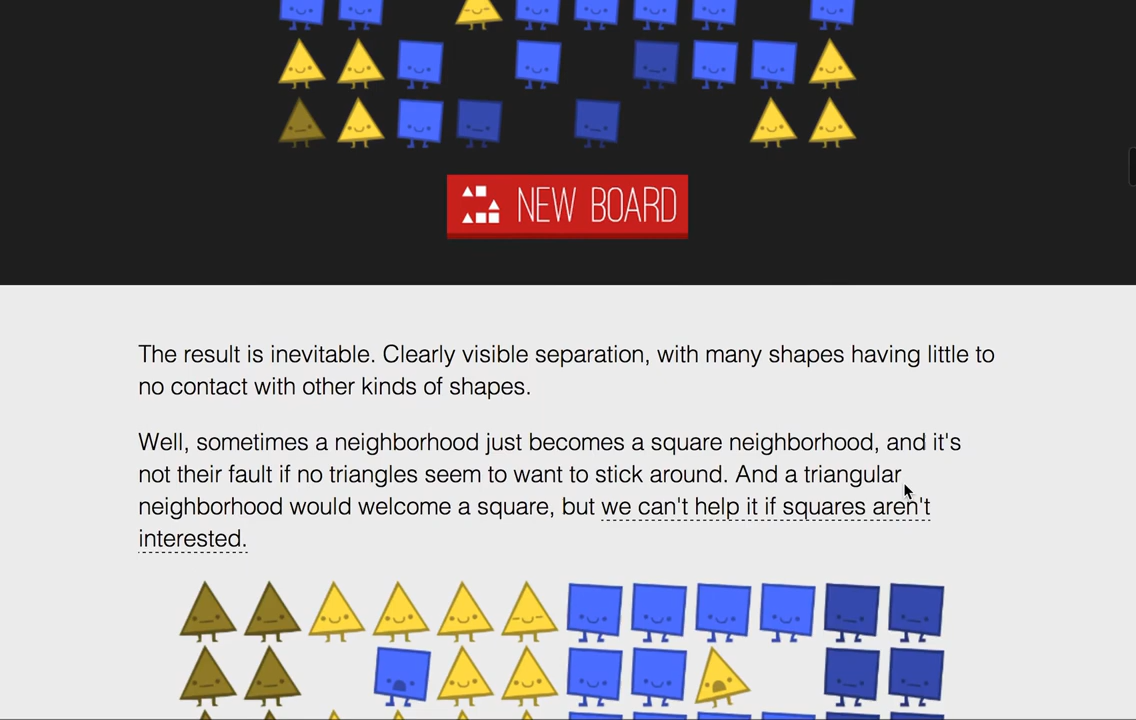 NEW BOARD
The result is inevitable. Clearly visible separation, with many shapes having little to
no contact with other kinds of shapes.
Well, sometimes a neighborhood just becomes a square neighborhood, and it's
not their fault if no triangles seem to want to stick around. And a triangular
neighborhood would welcome a square, but we can't help it if squares aren't
interested.